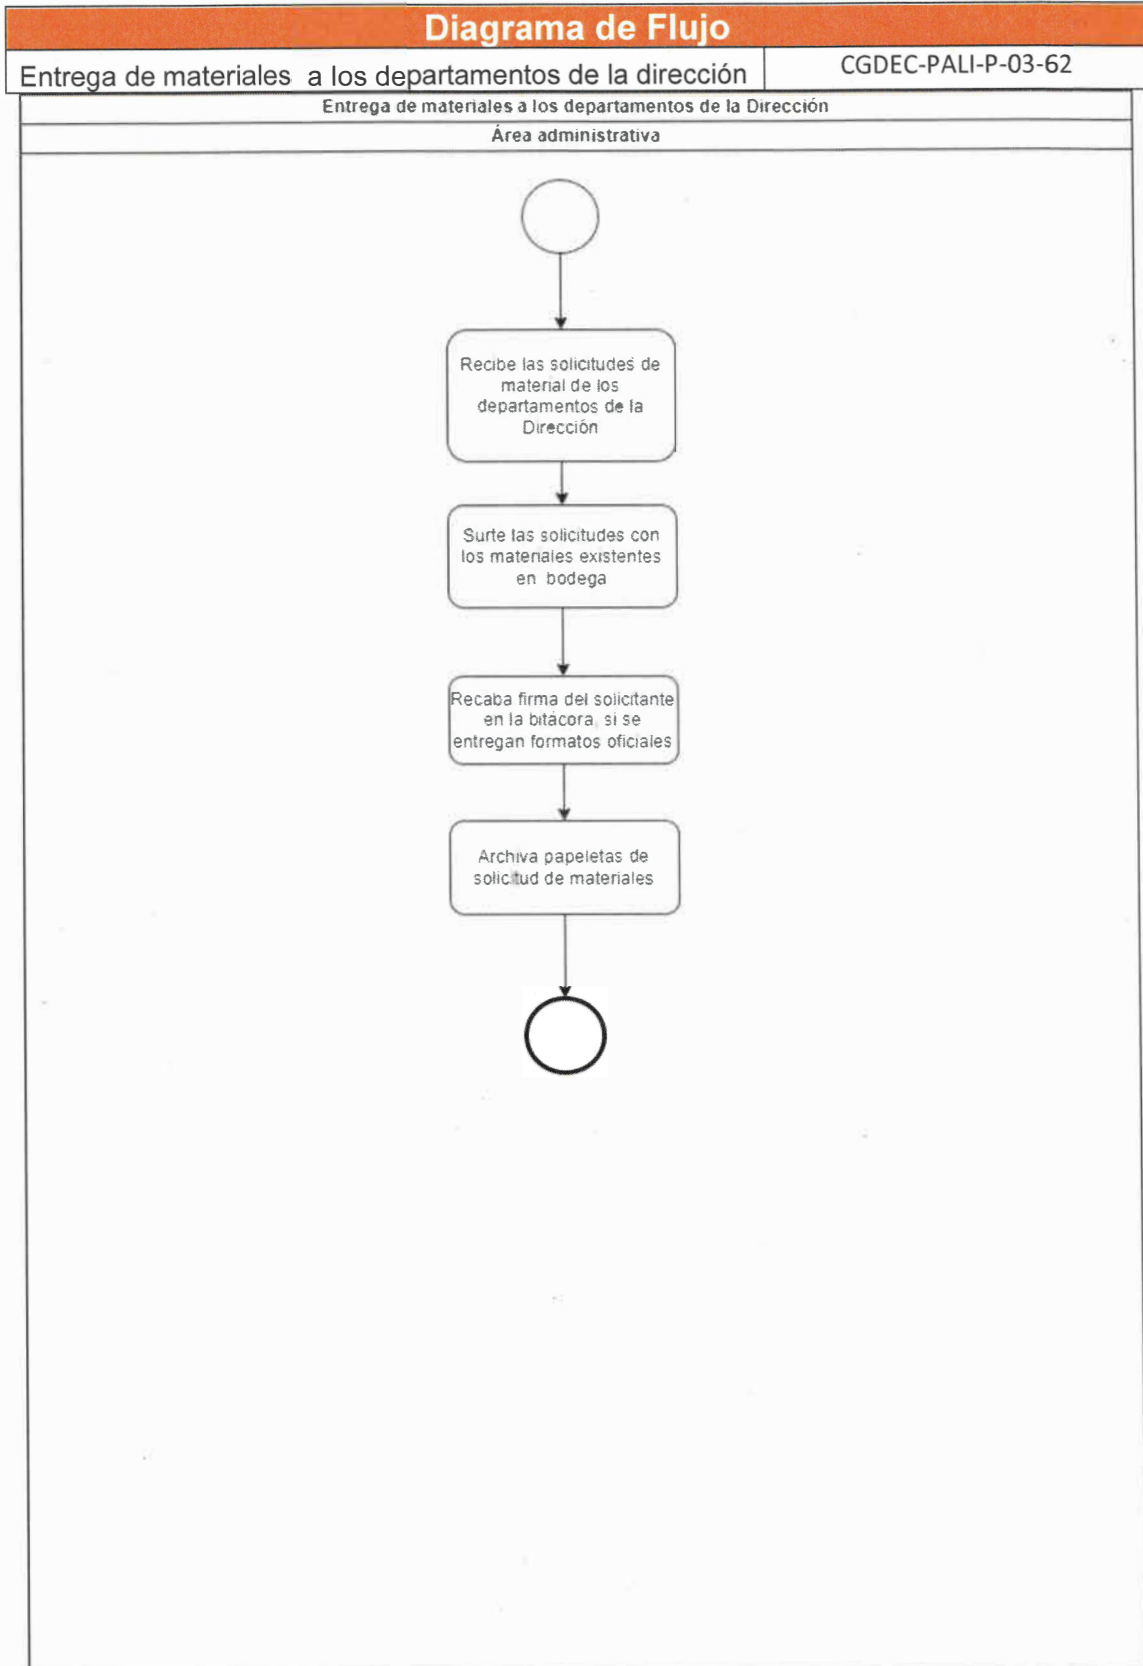 Diagrama de Flujo
Entrega de materiales a los departamentos de la dirección
CGDEC-PALI-P-03-62
Entrega de materiales a los departamentos de la Dirección
Área administrativa
Recibe las solicitudes de
material de los
departamentos de la
Dirección
Surte las solicitudes con
los materiales existentes
en bodega
Recaba firma del solicitante
en la bitácora, si se
entregan formatos oficiales
Archiva papeletas de
solicitud de materiales